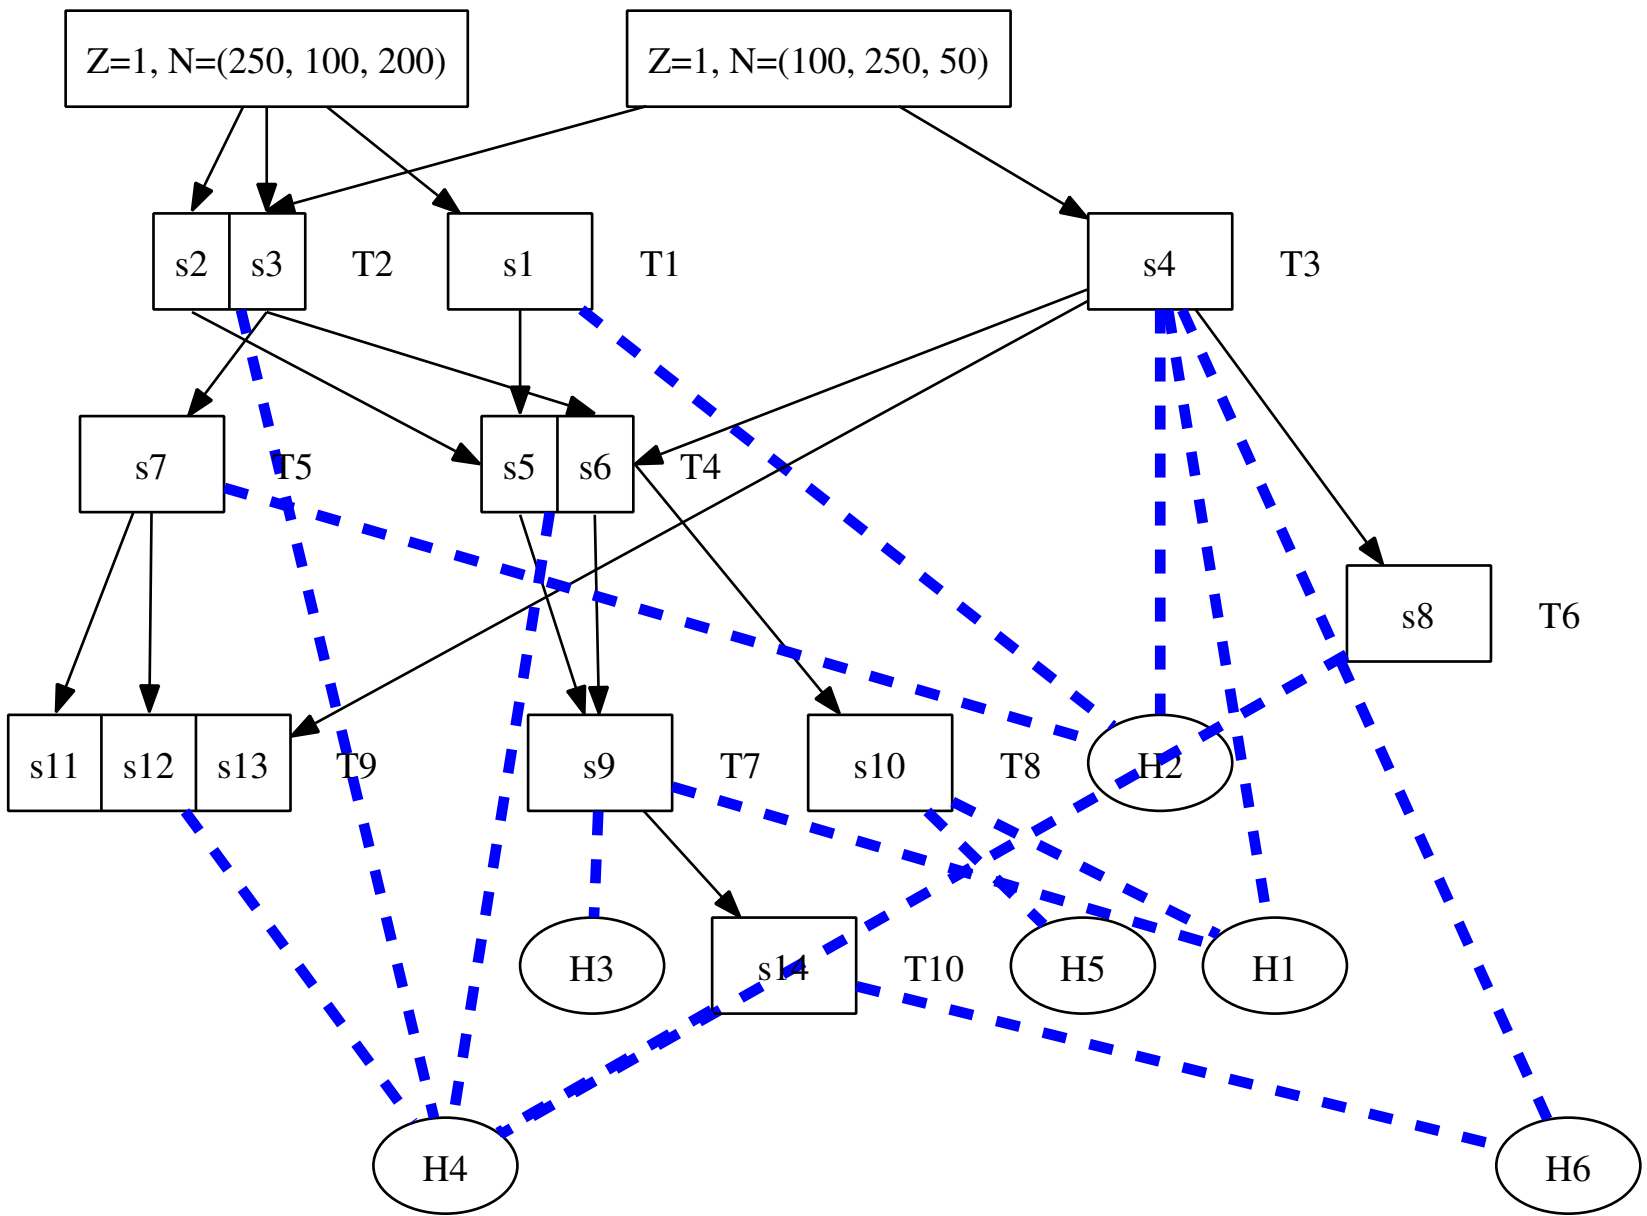 Z=1, N=(250, 100, 200)
Z=1, N=(100, 250, 50)
s2
s3
T2
s1
T1
s4
T3
s7
T5
s5
s6
T4
s8
T6
s11
s12
s13
T9
s9
T7
s10
T8
H2
H3
s14
T10
H5
H1
H4
H6